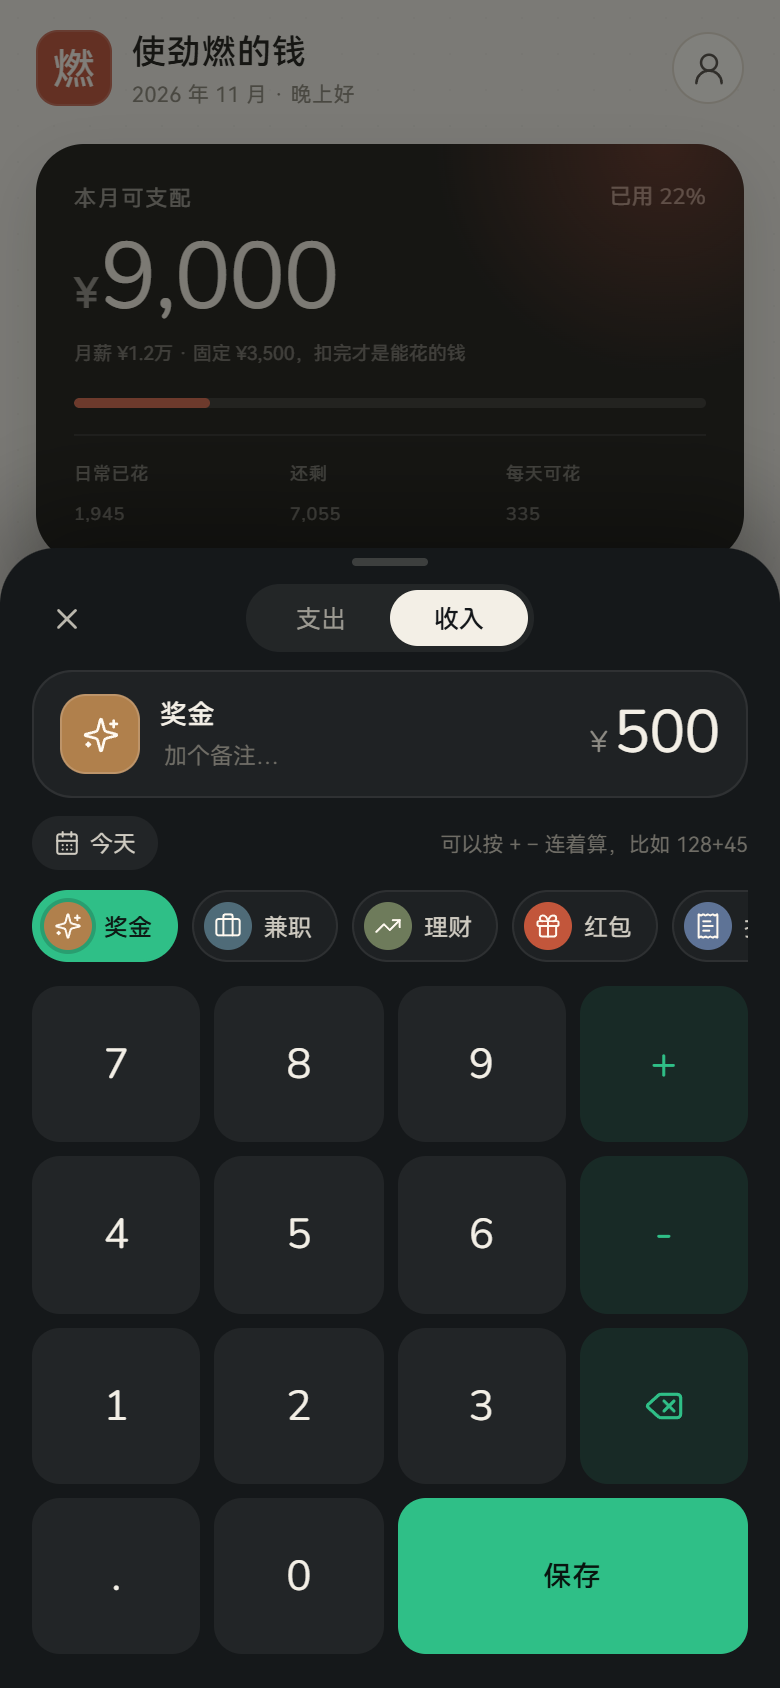 燃
使劲燃的钱
2026 年 11 月 · 晚上好
本月可支配
已用 22%
¥9,000
月薪 ¥1.2万 · 固定 ¥3,500，扣完才是能花的钱
日常已花 还剩 每天可花
1,945 7,055 335
支出 收入
奖金
加个备注…
¥500
今天
可以按 + − 连着算，比如 128+45
奖金 兼职 理财 红包
7 8 9 +
4 5 6 -
1 2 3
. 0 保存